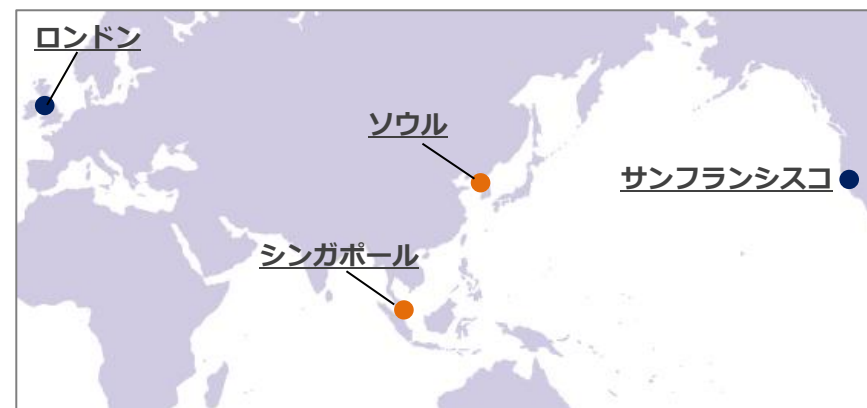 ロンドン
ソウル
サンフランシスコ
シンガポール